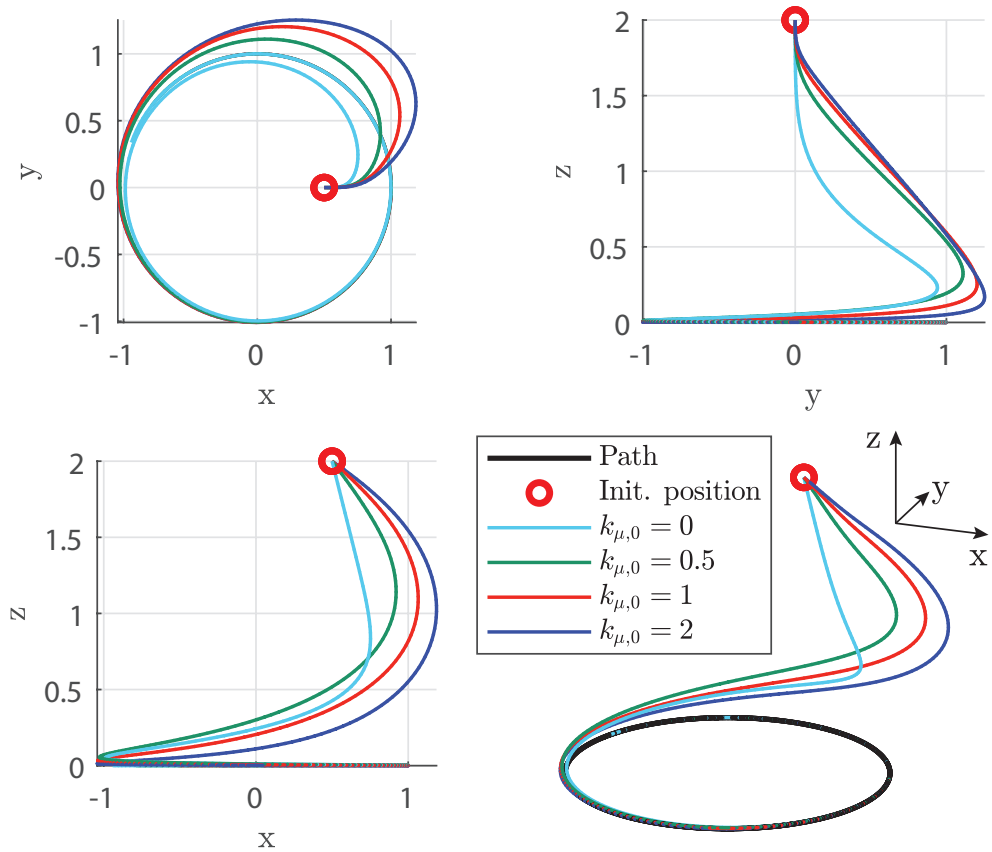 1
0.5
0
-0.5
-1
-1 0 1
x
y
2
1.5
1
0.5
0
-1 0 1
y
z
2
1.5
1
0.5
0
-1 0 1
x
z
Path
Init. position
k_{μ,0} = 0
k_{μ,0} = 0.5
k_{μ,0} = 1
k_{μ,0} = 2
z
y
x